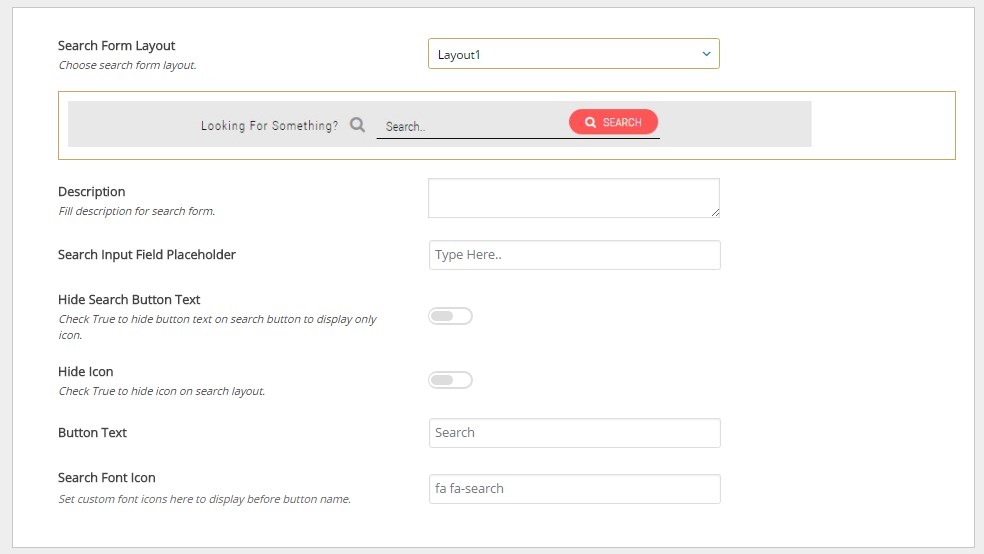 Search Form Layout
Layout1
Choose search form layout.
Looking For Something?
Search..
SEARCH
Description
Fill description for search form.
Search Input Field Placeholder
Type Here..
Hide Search Button Text
Check True to hide button text on search button to display only
icon.
Hide Icon
Check True to hide icon on search layout.
Button Text
Search
Search Font Icon
fa fa-search
Set custom font icons here to display before button name.